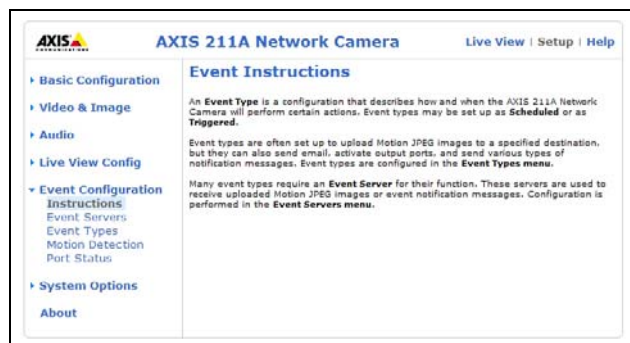 AXIS
COMMUNICATIONS
AXIS 211A Network Camera
Live View | Setup | Help
Basic Configuration
Video & Image
Audio
Live View Config
Event Configuration
Instructions
Event Servers
Event Types
Motion Detection
Port Status
System Options
About
Event Instructions
An Event Type is a configuration that describes how and when the AXIS 211A Network
Camera will perform certain actions. Event types may be set up as Scheduled or as
Triggered.
Event types are often set up to upload Motion JPEG images to a specified destination,
but they can also send email, activate output ports, and send various types of
notification messages. Event types are configured in the Event Types menu.
Many event types require an Event Server for their function. These servers are used to
receive uploaded Motion JPEG images or event notification messages. Configuration is
performed in the Event Servers menu.